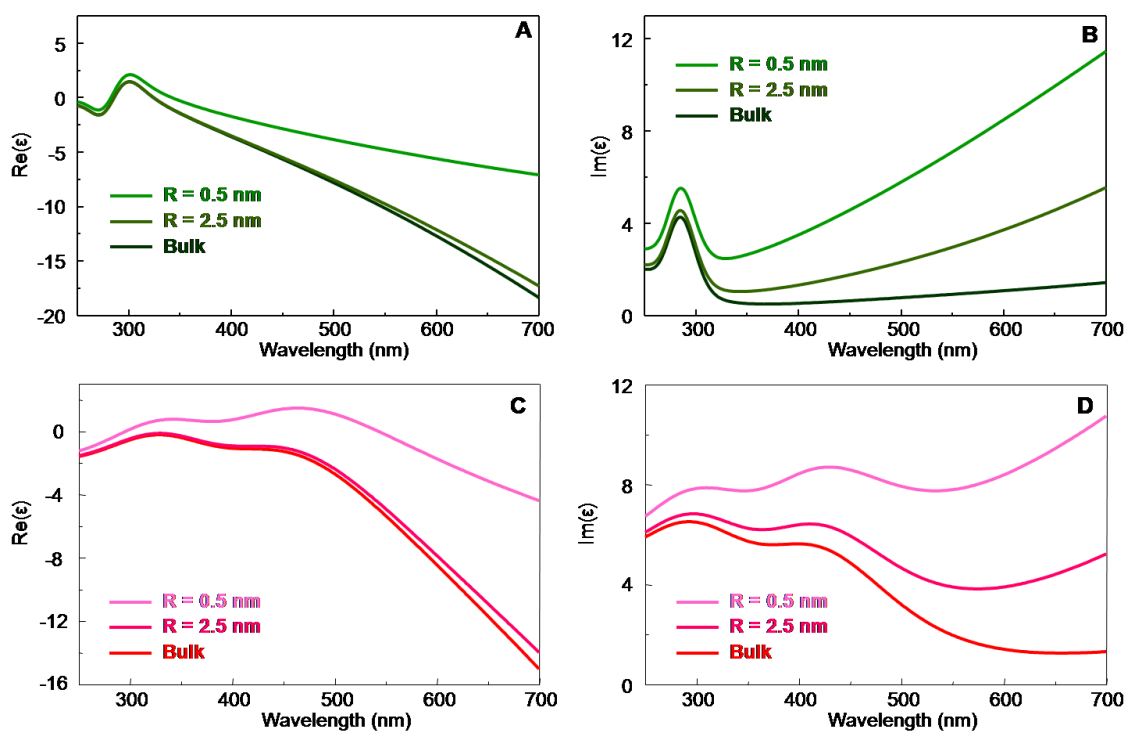 A
Re(ε)
5
0
-5
-10
-15
-20
R = 0.5 nm
R = 2.5 nm
Bulk
300 400 500 600 700
Wavelength (nm)
B
Im(ε)
12
8
4
0
R = 0.5 nm
R = 2.5 nm
Bulk
300 400 500 600 700
Wavelength (nm)
C
Re(ε)
0
-4
-8
-12
-16
R = 0.5 nm
R = 2.5 nm
Bulk
300 400 500 600 700
Wavelength (nm)
D
Im(ε)
12
8
4
0
R = 0.5 nm
R = 2.5 nm
Bulk
300 400 500 600 700
Wavelength (nm)